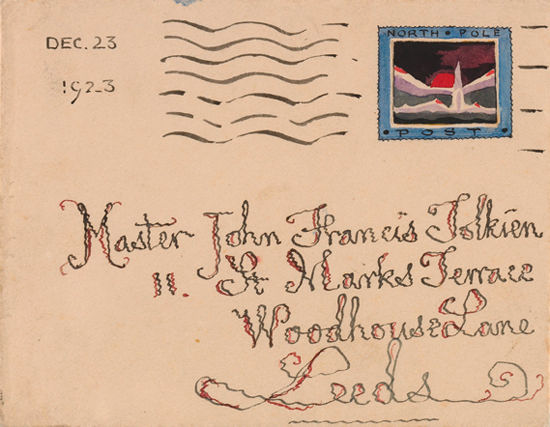 DEC. 23
1923
NORTH • POLE
• POST •
Master John Francis Tolkien
11. St Marks Terrace
Woodhouse Lane
Leeds